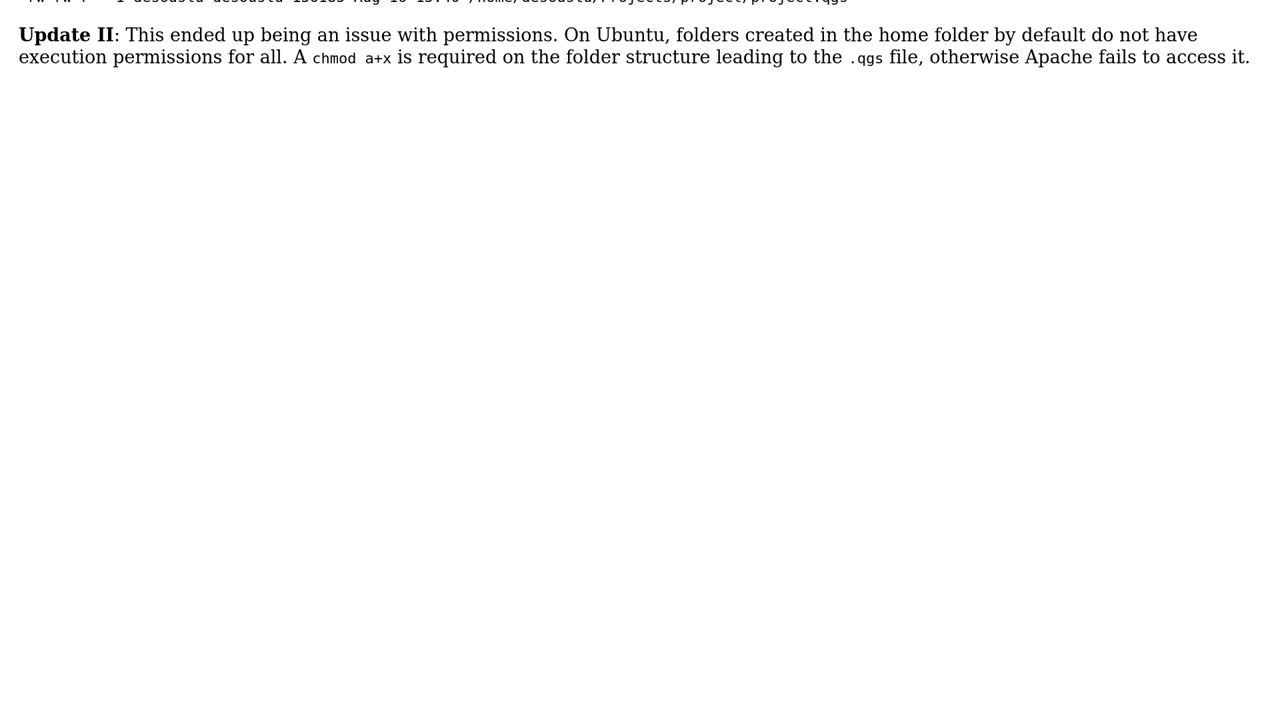 Update II: This ended up being an issue with permissions. On Ubuntu, folders created in the home folder by default do not have
execution permissions for all. A chmod a+x is required on the folder structure leading to the .qgs file, otherwise Apache fails to access it.